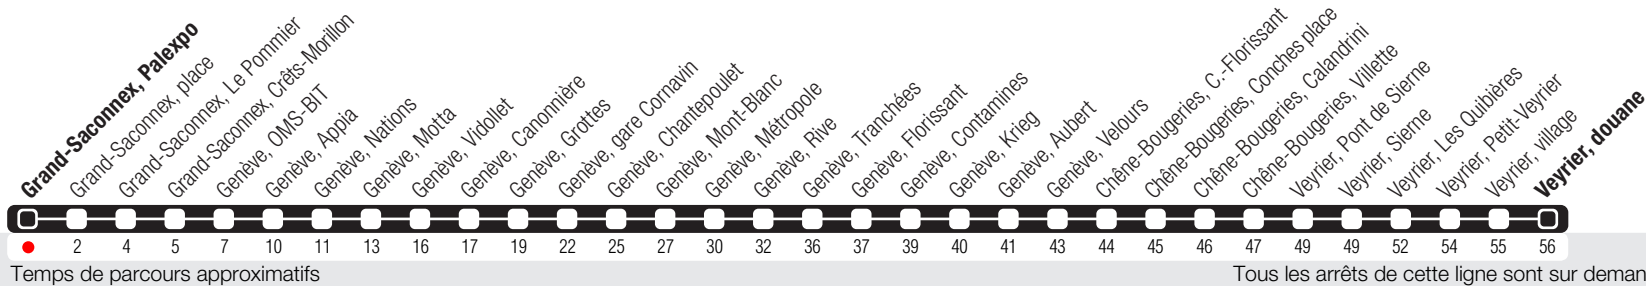 Grand-Saconnex, Palexpo
Grand-Saconnex, place
Grand-Saconnex, Le Pommier
Grand-Saconnex, Crêts-Morillon
Genève, OMS-BIT
Genève, Appia
Genève, Nations
Genève, Motta
Genève, Vidollet
Genève, Canonnière
Genève, Grottes
Genève, gare Cornavin
Genève, Chantepoulet
Genève, Mont-Blanc
Genève, Métropole
Genève, Rive
Genève, Tranchées
Genève, Florissant
Genève, Contamines
Genève, Krieg
Genève, Aubert
Genève, Velours
Chêne-Bougeries, C.-Florissant
Chêne-Bougeries, Conches place
Chêne-Bougeries, Calandrini
Chêne-Bougeries, Villette
Veyrier, Pont de Sierne
Veyrier, Sierne
Veyrier, Les Quibières
Veyrier, Petit-Veyrier
Veyrier, village
Veyrier, douane
2 4 5 7 10 11 13 16 17 19 22 25 27 30 32 36 37 39 40 41 43 44 45 46 47 49 49 52 54 55 56
Temps de parcours approximatifs
Tous les arrêts de cette ligne sont sur deman